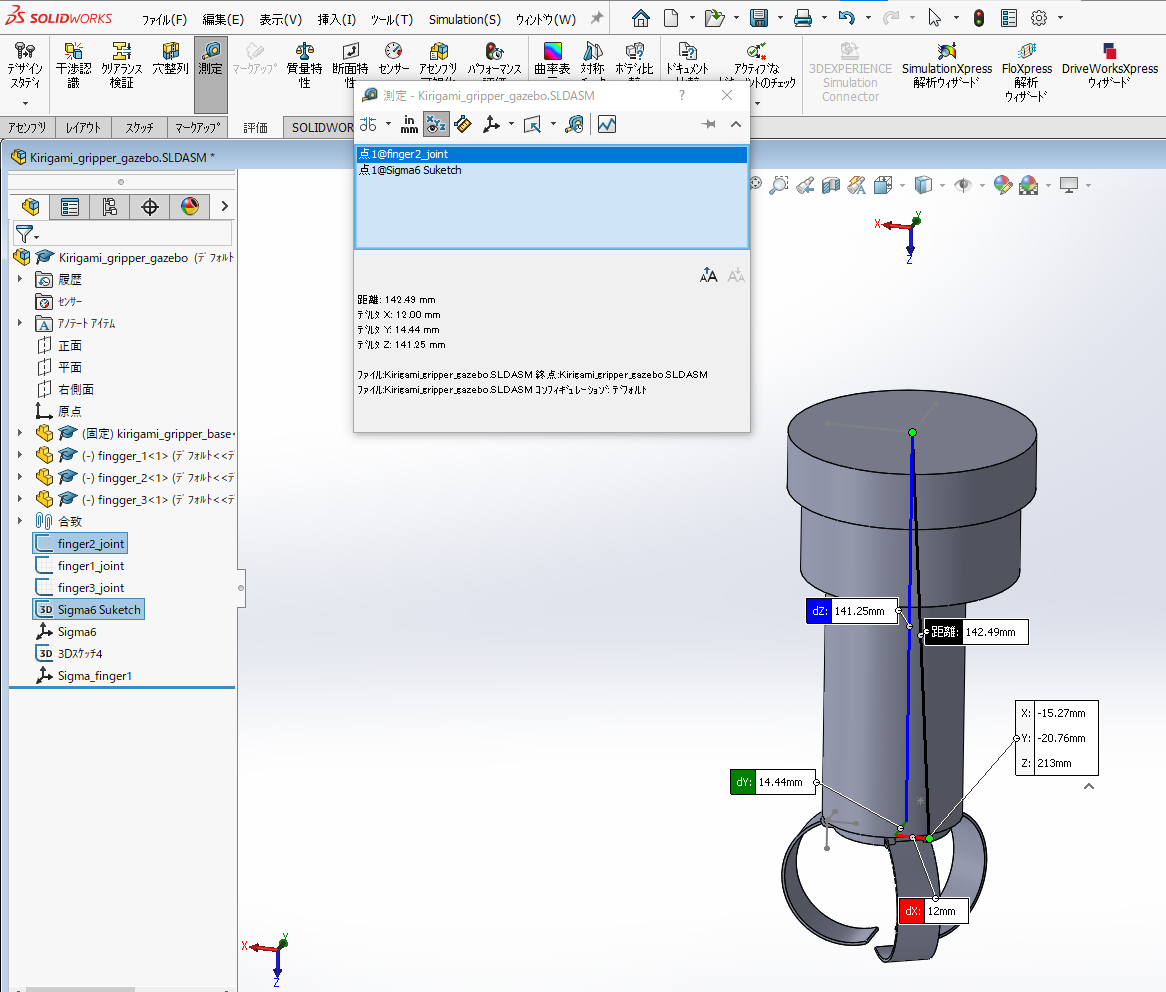 SOLIDWORKS ファイル(F) 編集(E) 表示(V) 挿入(I) ツール(T) Simulation(S) ウィンドウ(W)
デザイン スタディ
干渉認識
クリアランス検証
穴整列
測定
マークアップ
質量特性
断面特性
センサー
アセンブリ
パフォーマンス
曲率表
対称
ボディ比
ドキュメント
アクティブな
ントのチェック
3DEXPERIENCE
Simulation
Connector
SimulationXpress
解析ウィザード
FloXpress
解析
ウィザード
DriveWorksXpress
ウィザード
アセンブリ レイアウト スケッチ マークアップ 評価 SOLIDWOR
測定 - Kirigami_gripper_gazebo.SLDASM ? ×
in
mm
点1@finger2_joint
点1@Sigma6 Suketch
距離: 142.49 mm
デルタ X: 12.00 mm
デルタ Y: 14.44 mm
デルタ Z: 141.25 mm
ファイル:Kirigami_gripper_gazebo.SLDASM 終点:Kirigami_gripper_gazebo.SLDASM
ファイル:Kirigami_gripper_gazebo.SLDASM コンフィギュレーション: デフォルト
Kirigami_gripper_gazebo.SLDASM *
Kirigami_gripper_gazebo (デフォルト
履歴
センサー
アノテート アイテム
正面
平面
右側面
原点
(固定) kirigami_gripper_base
(-) fingger_1<1> (デフォルト<<デ
(-) fingger_2<1> (デフォルト<<デ
(-) fingger_3<1> (デフォルト<<デ
合致
finger2_joint
finger1_joint
finger3_joint
3D Sigma6 Suketch
Sigma6
3D 3Dスケッチ4
Sigma_finger1
X Y
Z
dZ: 141.25mm
距離: 142.49mm
X: -15.27mm
Y: -20.76mm
Z: 213mm
dY: 14.44mm
dX: 12mm
X Y
Z